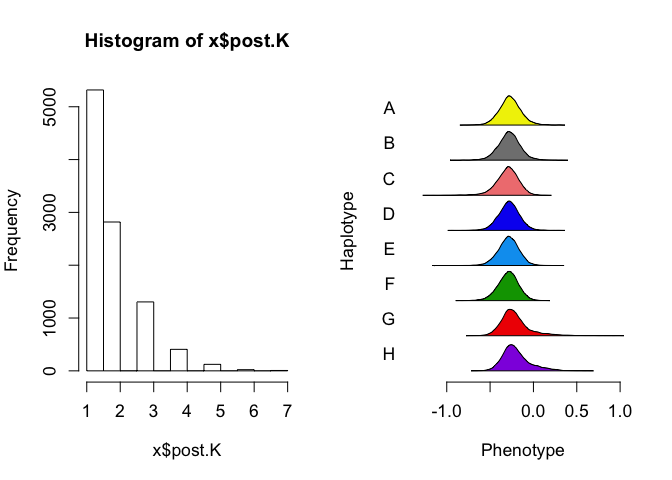 Histogram of x$post.K
Frequency
0
1000
3000
5000
1 2 3 4 5 6 7
x$post.K
Haplotype
A
B
C
D
E
F
G
H
-1.0 0.0 0.5 1.0
Phenotype